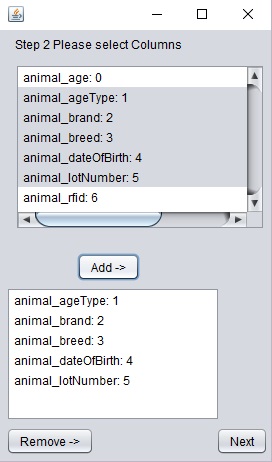 Step 2 Please select Columns
animal_age: 0
animal_ageType: 1
animal_brand: 2
animal_breed: 3
animal_dateOfBirth: 4
animal_lotNumber: 5
animal_rfid: 6
Add ->
animal_ageType: 1
animal_brand: 2
animal_breed: 3
animal_dateOfBirth: 4
animal_lotNumber: 5
Remove ->
Next